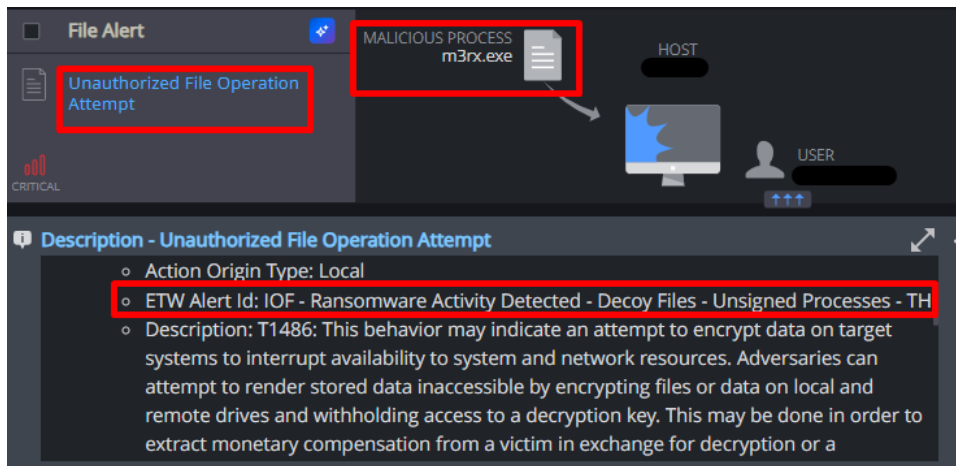 File Alert
Unauthorized File Operation
Attempt
CRITICAL
MALICIOUS PROCESS
m3rx.exe
HOST
USER
Description - Unauthorized File Operation Attempt
Action Origin Type: Local
ETW Alert Id: IOF - Ransomware Activity Detected - Decoy Files - Unsigned Processes - TH
Description: T1486: This behavior may indicate an attempt to encrypt data on target
systems to interrupt availability to system and network resources. Adversaries can
attempt to render stored data inaccessible by encrypting files or data on local and
remote drives and withholding access to a decryption key. This may be done in order to
extract monetary compensation from a victim in exchange for decryption or a